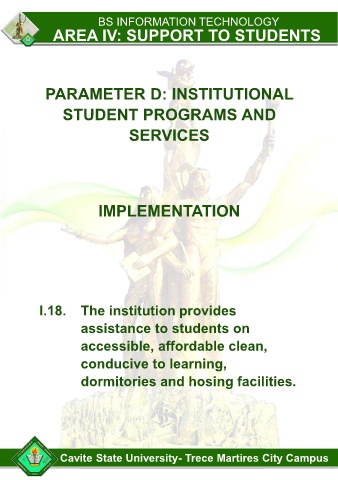 BS INFORMATION TECHNOLOGY
AREA IV: SUPPORT TO STUDENTS
PARAMETER D: INSTITUTIONAL
STUDENT PROGRAMS AND
SERVICES
IMPLEMENTATION
I.18. The institution provides
assistance to students on
accessible, affordable clean,
conducive to learning,
dormitories and hosing facilities.
Cavite State University- Trece Martires City Campus